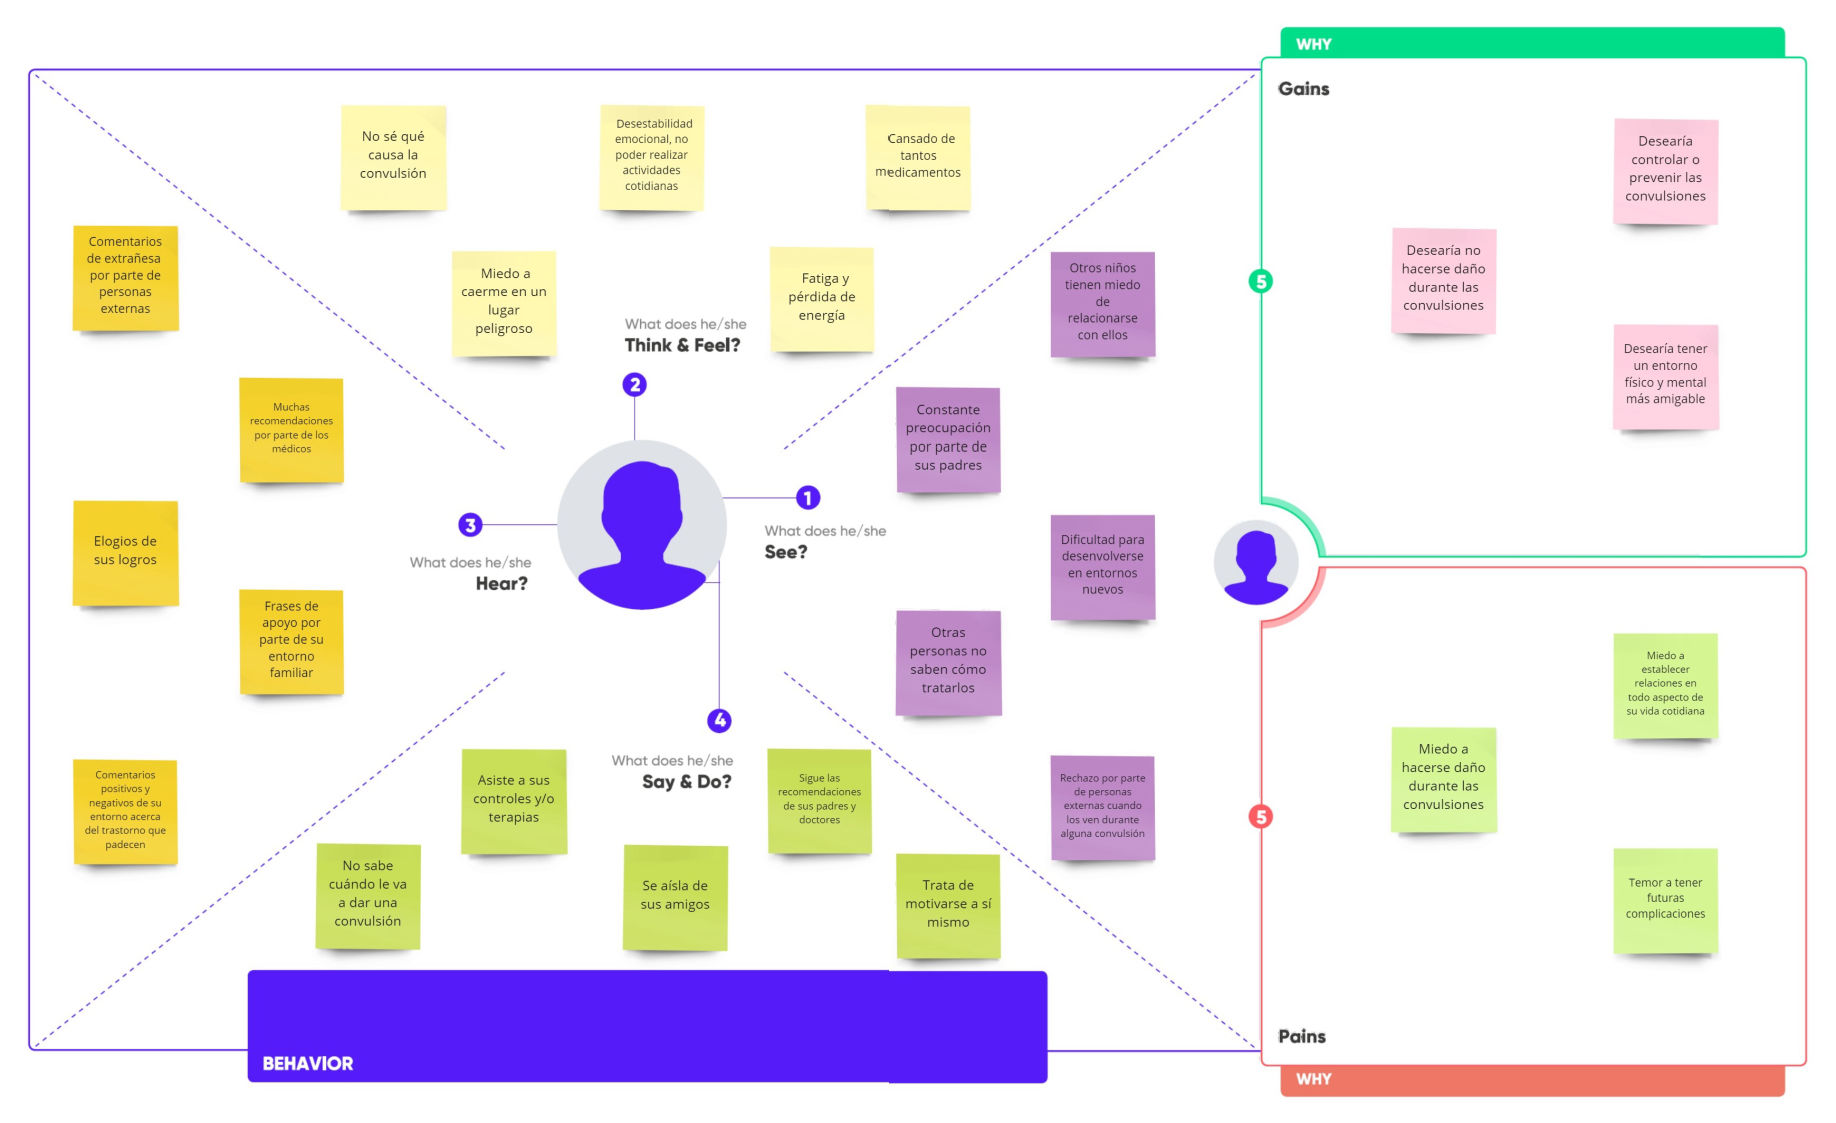 WHY
Gains
No sé qué
causa la
convulsión
Desestabilidad
emocional, no
poder realizar
actividades
cotidianas
Cansado de
tantos
medicamentos
Miedo a
caerme en un
lugar
peligroso
Fatiga y
pérdida de
energía
What does he/she
Think & Feel?
2
Comentarios
de extrañesa
por parte de
personas
externas
Muchas
recomendaciones
por parte de los
médicos
Elogios de
sus logros
Frases de
apoyo por
parte de su
entorno
familiar
Comentarios
positivos y
negativos de su
entorno acerca
del trastorno que
padecen
3
What does he/she
Hear?
1
What does he/she
See?
Otros niños
tienen miedo
de
relacionarse
con ellos
Constante
preocupación
por parte de
sus padres
Dificultad para
desenvolverse
en entornos
nuevos
Otras
personas no
saben cómo
tratarlos
Rechazo por parte
de personas
externas cuando
los ven durante
alguna convulsión
4
What does he/she
Say & Do?
Asiste a sus
controles y/o
terapias
Sigue las
recomendaciones
de sus padres y
doctores
No sabe
cuándo le va
a dar una
convulsión
Se aísla de
sus amigos
Trata de
motivarse a sí
mismo
BEHAVIOR
5
Desearía
controlar o
prevenir las
convulsiones
Desearía no
hacerse daño
durante las
convulsiones
Desearía tener
un entorno
físico y mental
más amigable
5
Miedo a
establecer
relaciones en
todo aspecto de
su vida cotidiana
Miedo a
hacerse daño
durante las
convulsiones
Temor a tener
futuras
complicaciones
Pains
WHY